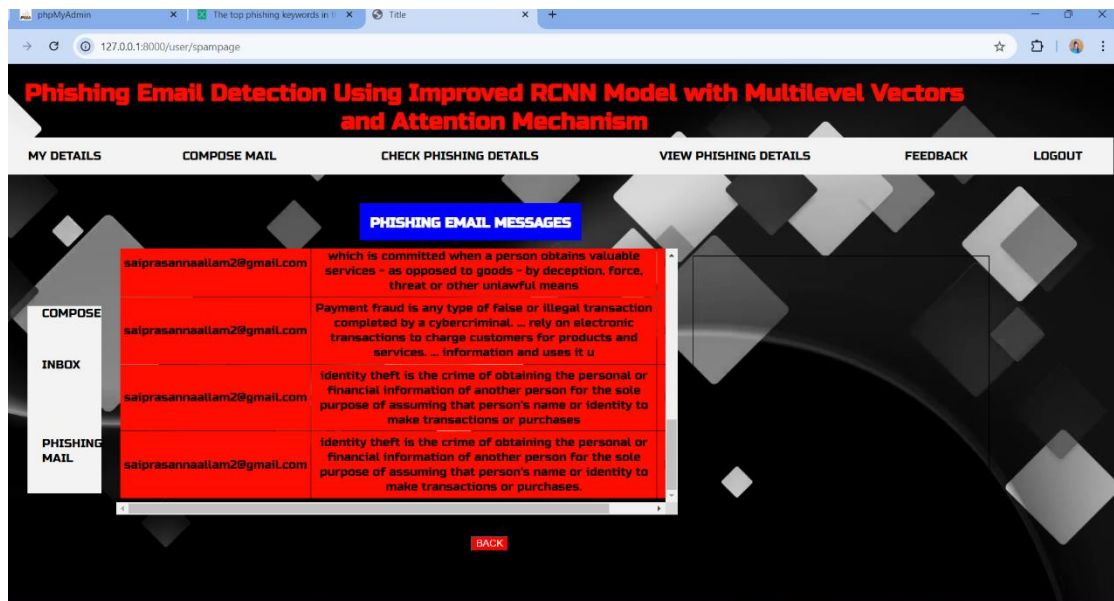 phpMyAdmin
The top phishing keywords in t
Title
127.0.0.1:8000/user/spampage
Phishing Email Detection Using Improved RCNN Model with Multilevel Vectors
and Attention Mechanism
MY DETAILS COMPOSE MAIL CHECK PHISHING DETAILS VIEW PHISHING DETAILS FEEDBACK LOGOUT
PHISHING EMAIL MESSAGES
COMPOSE
INBOX
PHISHING
MAIL
saiprasannaallam2@gmail.com
which is committed when a person obtains valuable
services - as opposed to goods - by deception, force,
threat or other unlawful means
saiprasannaallam2@gmail.com
Payment fraud is any type of false or illegal transaction
completed by a cybercriminal. ... rely on electronic
transactions to charge customers for products and
services. ... information and uses it u
saiprasannaallam2@gmail.com
identity theft is the crime of obtaining the personal or
financial information of another person for the sole
purpose of assuming that person's name or identity to
make transactions or purchases
saiprasannaallam2@gmail.com
identity theft is the crime of obtaining the personal or
financial information of another person for the sole
purpose of assuming that person's name or identity to
make transactions or purchases.
BACK